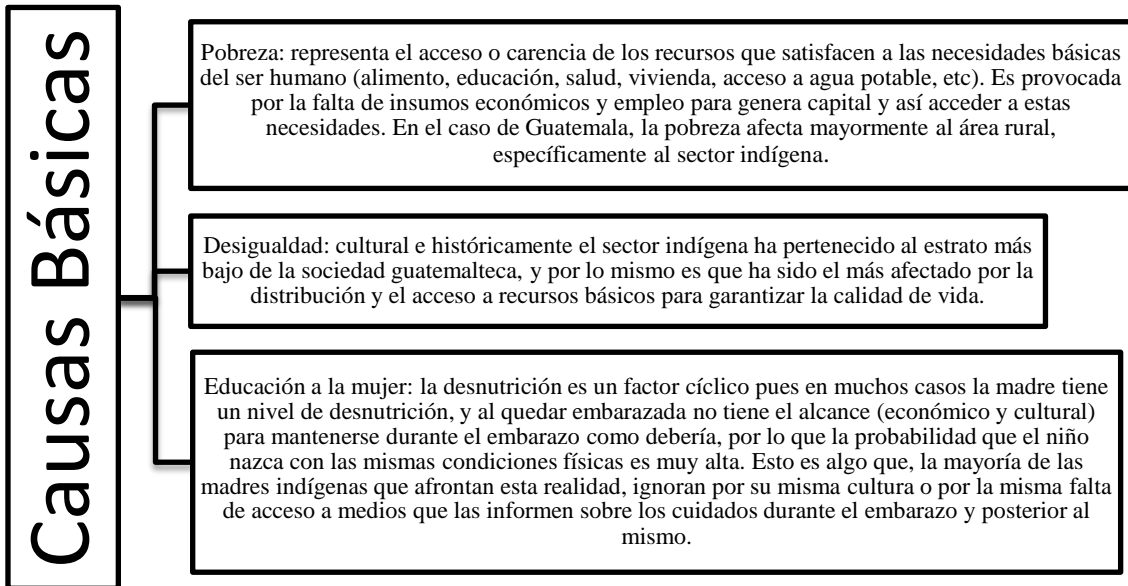 Causas Básicas
Pobreza: representa el acceso o carencia de los recursos que satisfacen a las necesidades básicas
del ser humano (alimento, educación, salud, vivienda, acceso a agua potable, etc). Es provocada
por la falta de insumos económicos y empleo para genera capital y así acceder a estas
necesidades. En el caso de Guatemala, la pobreza afecta mayormente al área rural,
específicamente al sector indígena.
Desigualdad: cultural e históricamente el sector indígena ha pertenecido al estrato más
bajo de la sociedad guatemalteca, y por lo mismo es que ha sido el más afectado por la
distribución y el acceso a recursos básicos para garantizar la calidad de vida.
Educación a la mujer: la desnutrición es un factor cíclico pues en muchos casos la madre tiene
un nivel de desnutrición, y al quedar embarazada no tiene el alcance (económico y cultural)
para mantenerse durante el embarazo como debería, por lo que la probabilidad que el niño
nazca con las mismas condiciones físicas es muy alta. Esto es algo que, la mayoría de las
madres indígenas que afrontan esta realidad, ignoran por su misma cultura o por la misma falta
de acceso a medios que las informen sobre los cuidados durante el embarazo y posterior al
mismo.